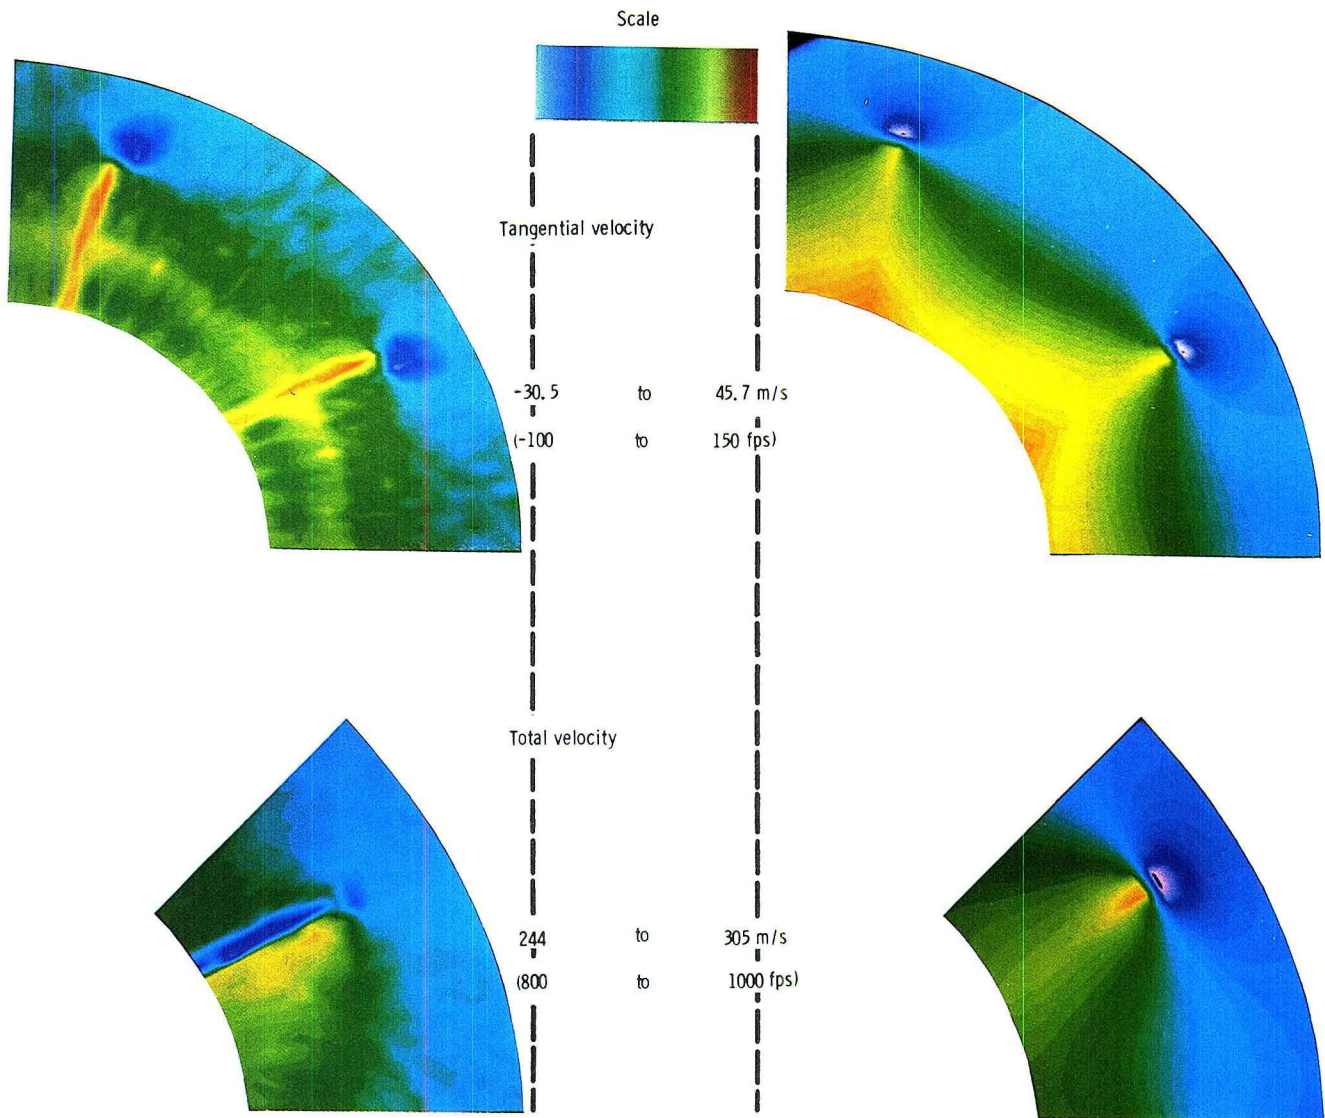 Scale
Tangential velocity
-30.5 to 45.7 m/s
(-100 to 150 fps)
Total velocity
244 to 305 m/s
(800 to 1000 fps)